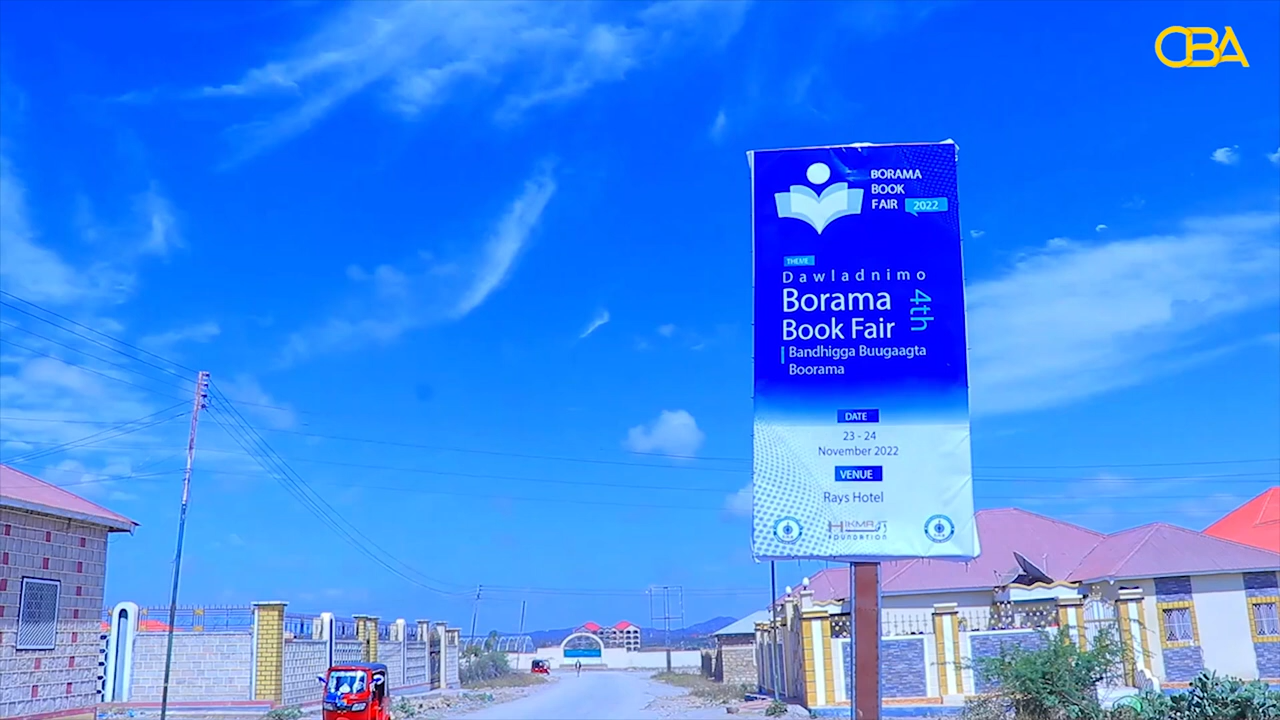 OBA
BORAMA
BOOK
FAIR 2022
THEME
Dawladnimo
Borama
Book Fair
4th
Bandhigga Buugaagta
Boorama
DATE
23 - 24
November 2022
VENUE
Rays Hotel
HIKMA
FOUNDATION